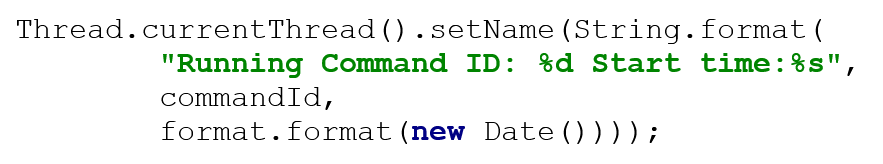 Thread.currentThread().setName(String.format(
"Running Command ID: %d Start time:%s",
commandId,
format.format(new Date())));